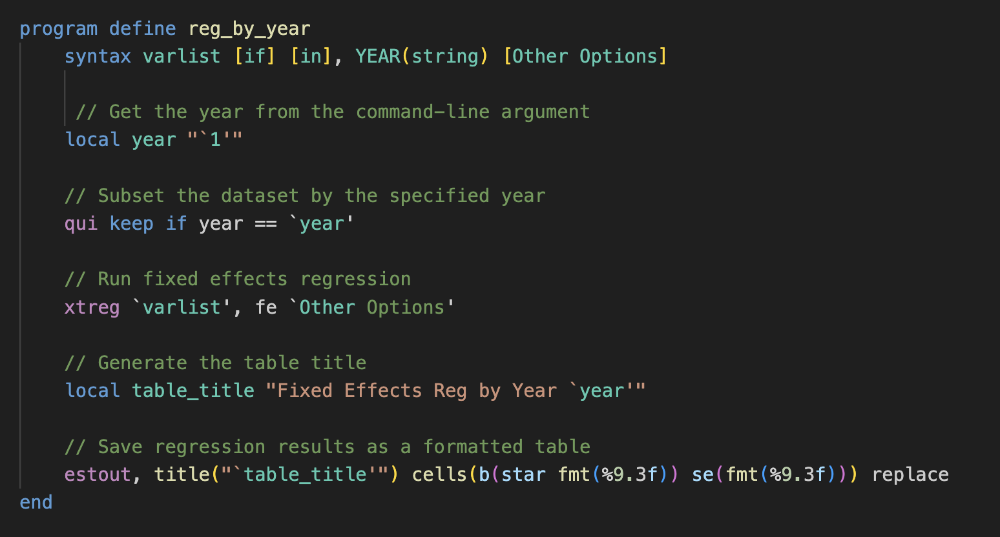 program define reg_by_year
syntax varlist [if] [in], YEAR(string) [Other Options]
// Get the year from the command-line argument
local year "`1'"
// Subset the dataset by the specified year
qui keep if year == `year'
// Run fixed effects regression
xtreg `varlist', fe `Other Options'
// Generate the table title
local table_title "Fixed Effects Reg by Year `year'"
// Save regression results as a formatted table
estout, title("`table_title'") cells(b(star fmt(%9.3f)) se(fmt(%9.3f))) replace
end